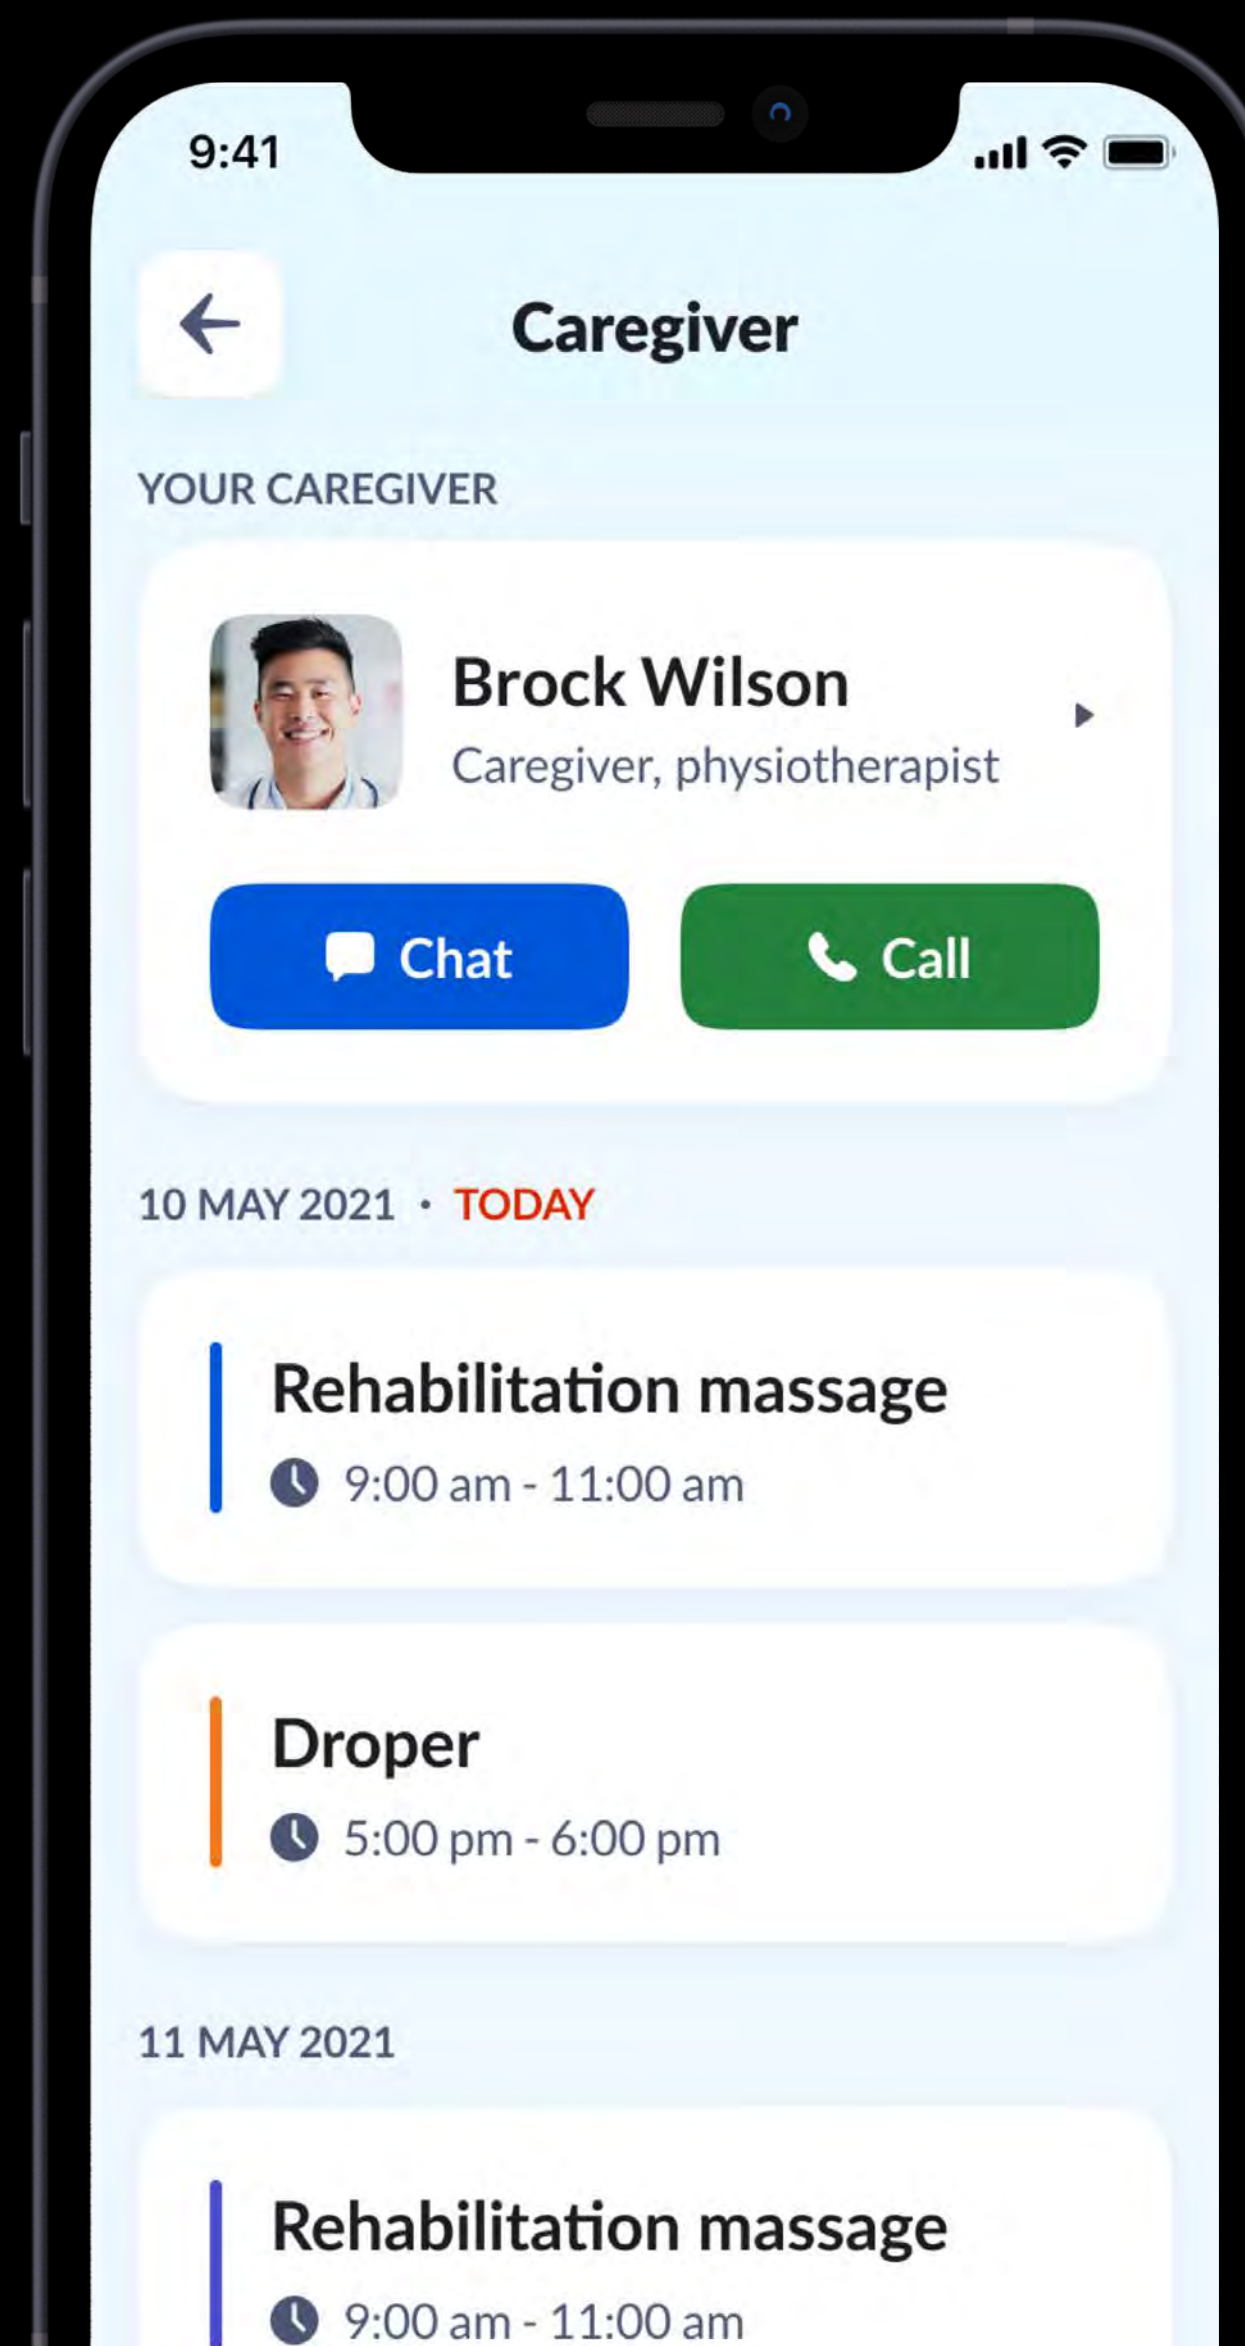 9:41
Caregiver
YOUR CAREGIVER
Brock Wilson
Caregiver, physiotherapist
Chat
Call
10 MAY 2021 · TODAY
Rehabilitation massage
9:00 am - 11:00 am
Droper
5:00 pm - 6:00 pm
11 MAY 2021
Rehabilitation massage
9:00 am - 11:00 am